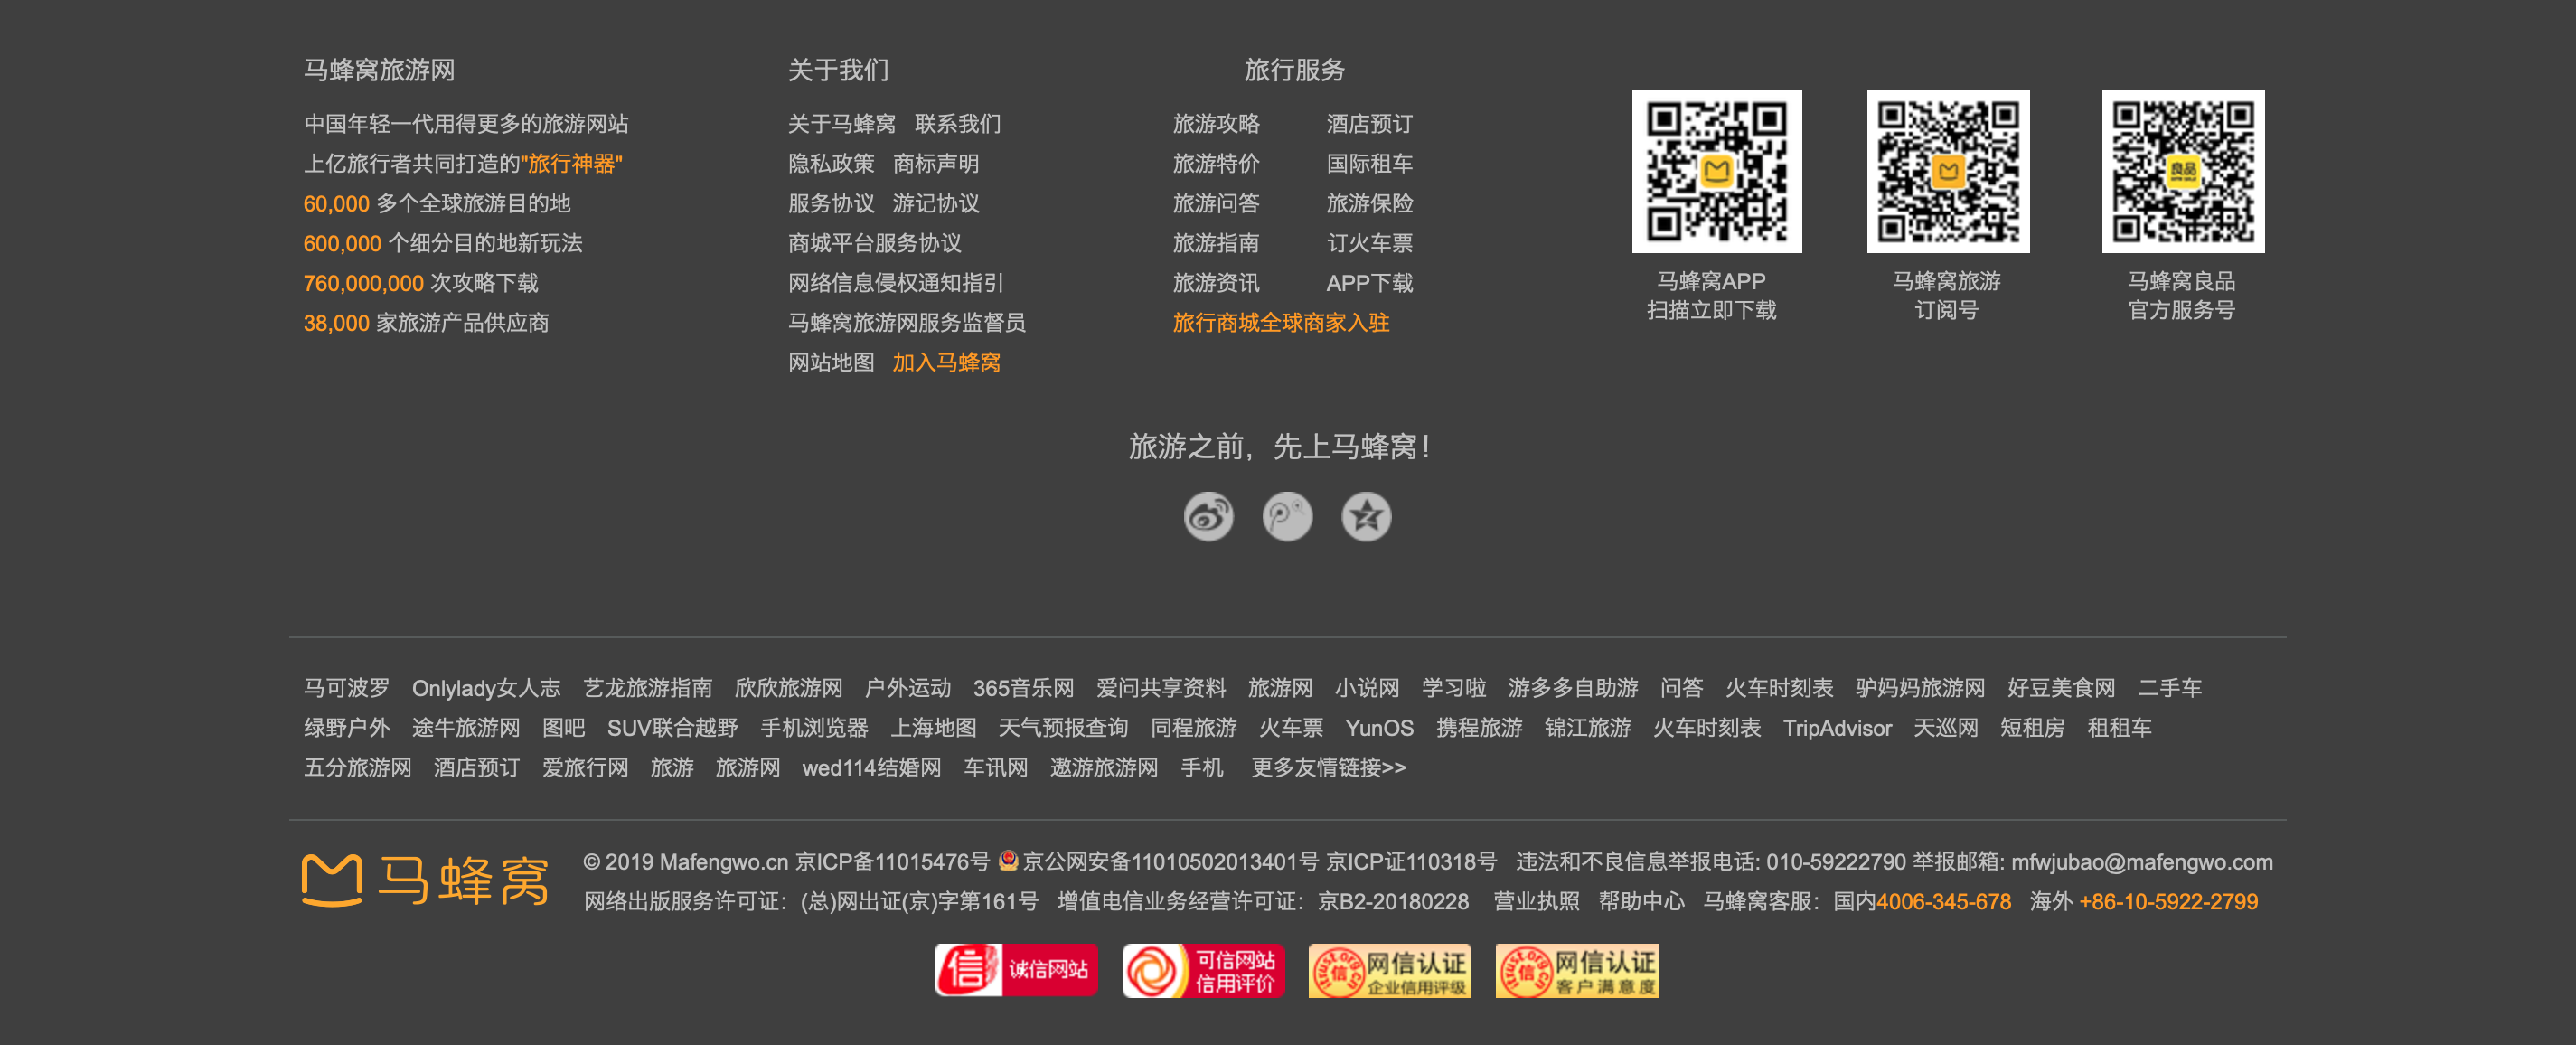 马蜂窝旅游网
中国年轻一代用得更多的旅游网站
上亿旅行者共同打造的"旅行神器"
60,000 多个全球旅游目的地
600,000 个细分目的地新玩法
760,000,000 次攻略下载
38,000 家旅游产品供应商
关于我们
关于马蜂窝 联系我们
隐私政策 商标声明
服务协议 游记协议
商城平台服务协议
网络信息侵权通知指引
马蜂窝旅游网服务监督员
网站地图 加入马蜂窝
旅行服务
旅游攻略 酒店预订
旅游特价 国际租车
旅游问答 旅游保险
旅游指南 订火车票
旅游资讯 APP下载
旅行商城全球商家入驻
马蜂窝APP
扫描立即下载
马蜂窝旅游
订阅号
良品
马蜂窝良品
官方服务号
旅游之前，先上马蜂窝！
马可波罗 Onlylady女人志 艺龙旅游指南 欣欣旅游网 户外运动 365音乐网 爱问共享资料 旅游网 小说网 学习啦 游多多自助游 问答 火车时刻表 驴妈妈旅游网 好豆美食网 二手车
绿野户外 途牛旅游网 图吧 SUV联合越野 手机浏览器 上海地图 天气预报查询 同程旅游 火车票 YunOS 携程旅游 锦江旅游 火车时刻表 TripAdvisor 天巡网 短租房 租租车
五分旅游网 酒店预订 爱旅行网 旅游 旅游网 wed114结婚网 车讯网 遨游旅游网 手机 更多友情链接>>
马蜂窝
© 2019 Mafengwo.cn 京ICP备11015476号 京公网安备11010502013401号 京ICP证110318号 违法和不良信息举报电话: 010-59222790 举报邮箱: mfwjubao@mafengwo.com
网络出版服务许可证：(总)网出证(京)字第161号 增值电信业务经营许可证：京B2-20180228 营业执照 帮助中心 马蜂窝客服：国内4006-345-678 海外 +86-10-5922-2799
信 诚信网站
可信网站
信用评价
itrust.org.cn 信 网信认证
企业信用评级
itrust.org.cn 信 网信认证
客户满意度